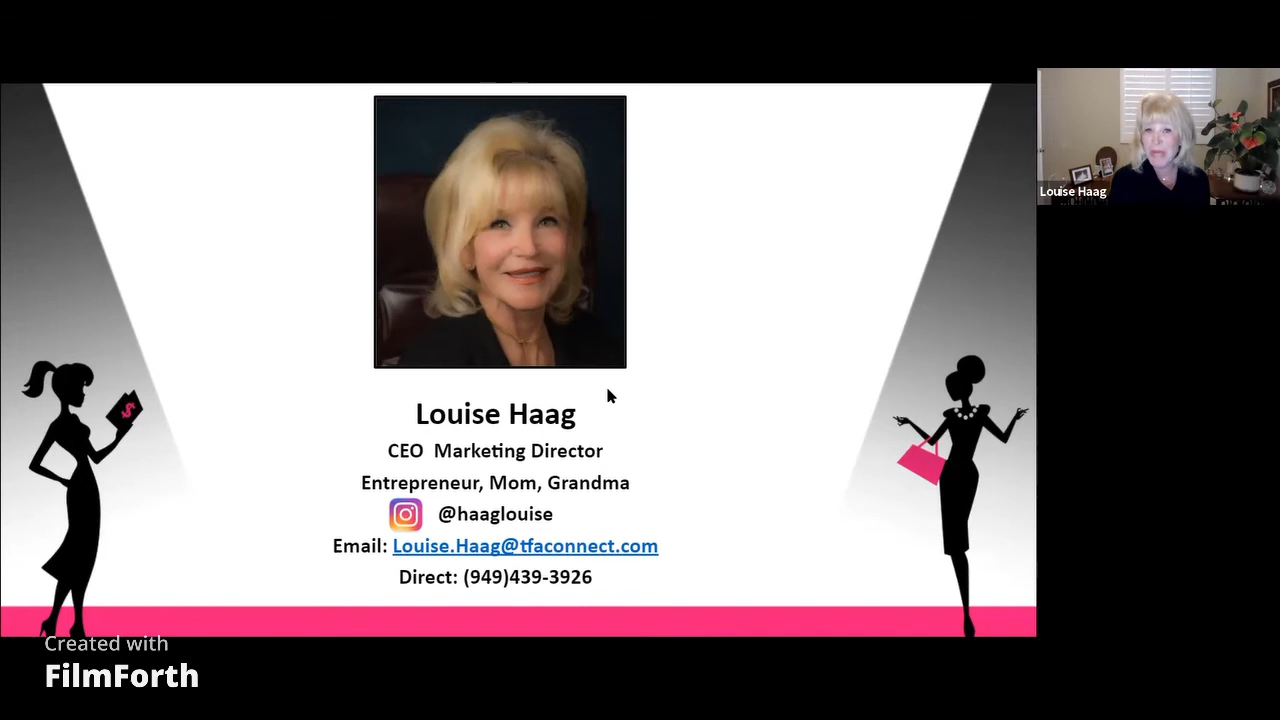 Louise Haag
CEO  Marketing Director
Entrepreneur, Mom, Grandma
@haaglouise
Email: Louise.Haag@tfaconnect.com
Direct: (949)439-3926
$
Louise Haag
Created with
FilmForth